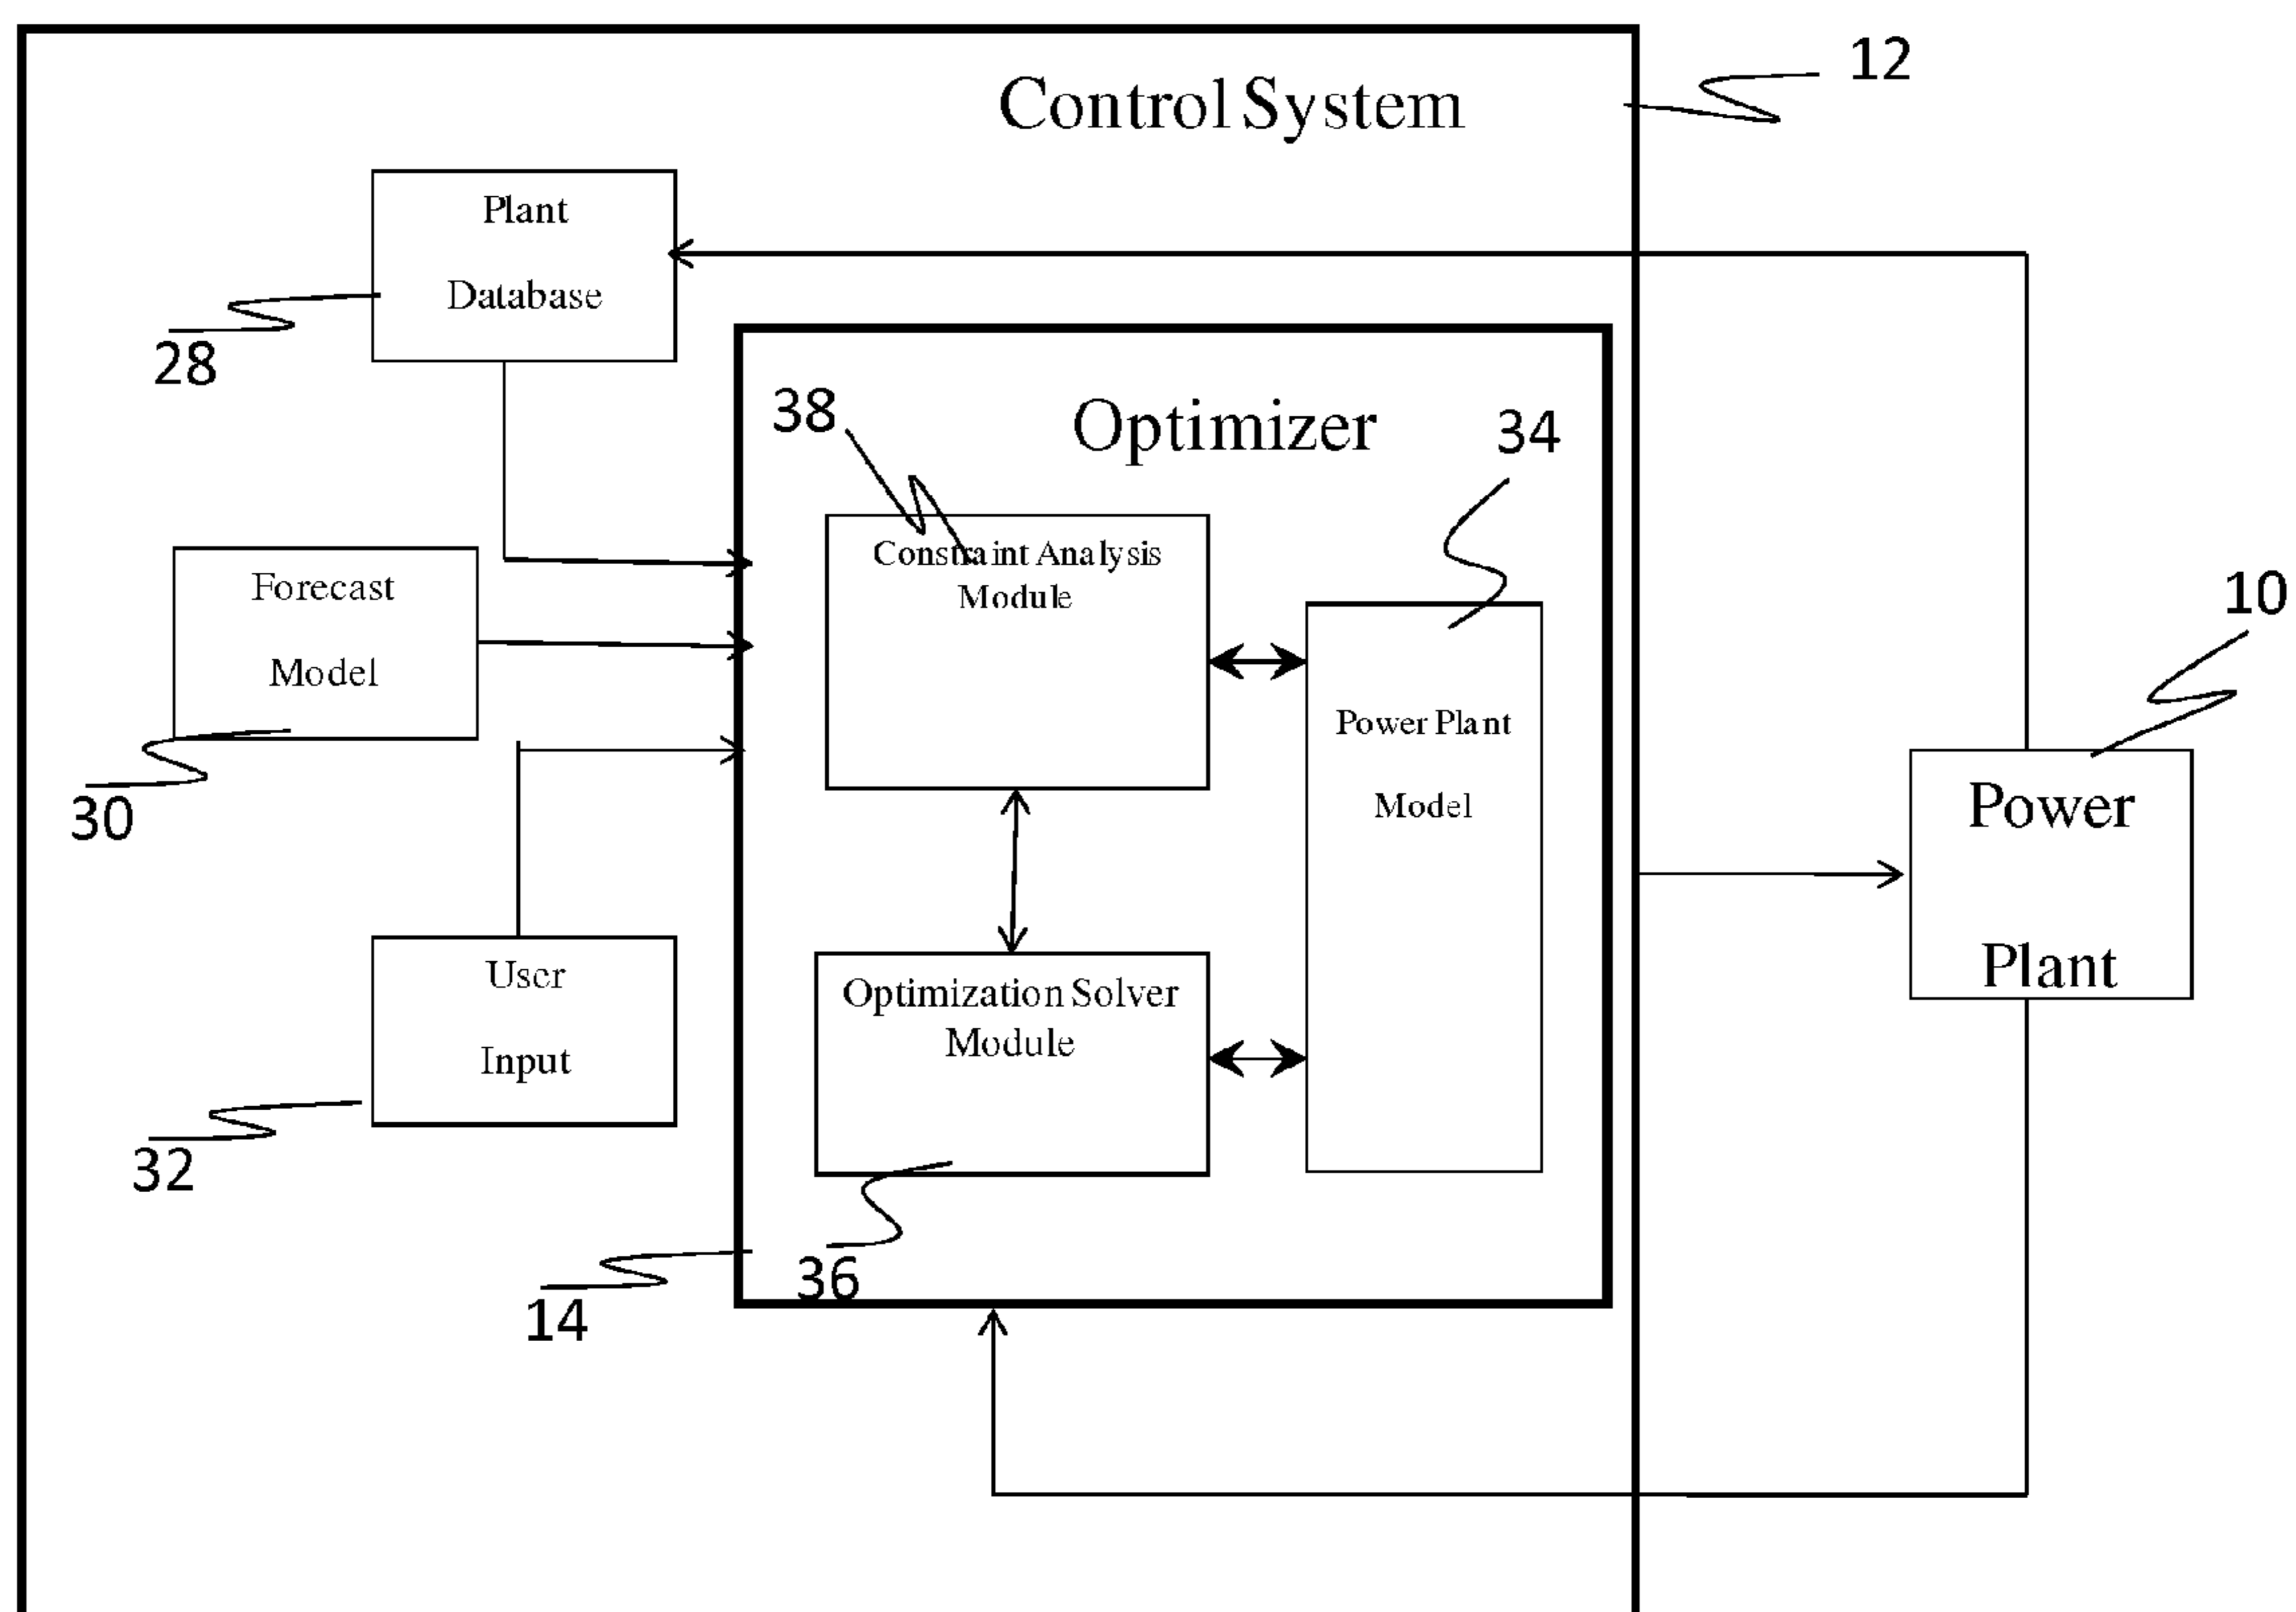 12
Control System
Plant
Database
28
38
Optimizer
34
Constraint Analysis
Module
Forecast
Model
30
10
Power Plant
Model
Power
Plant
User
Input
32
Optimization Solver
Module
36
14